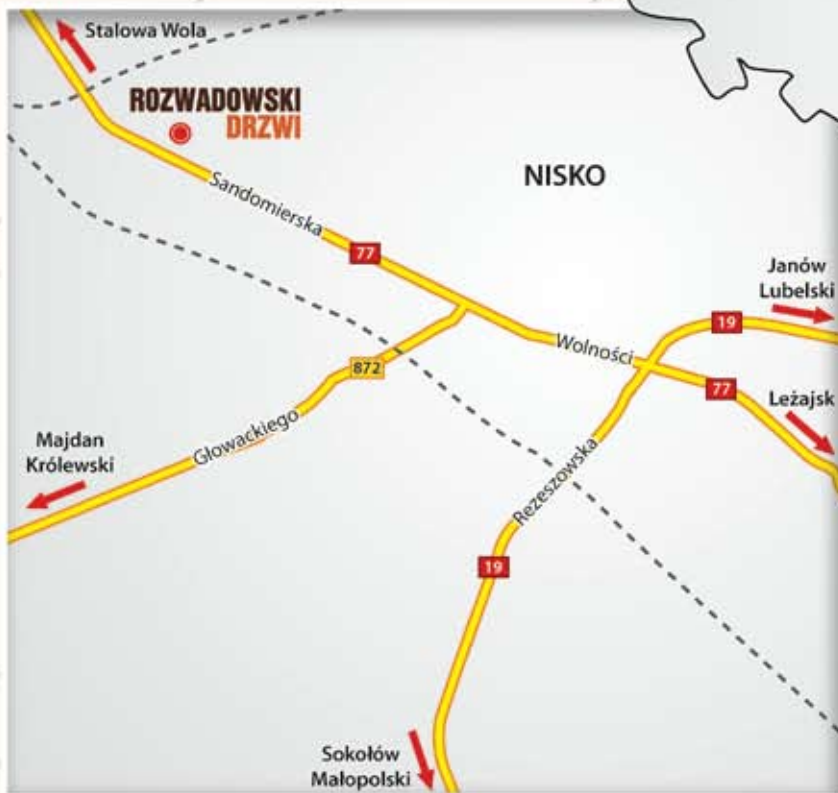 Stalowa Wola
ROZWADOWSKI
DRZWI
NISKO
Sandomierska
77
Janów
Lubelski
19
Wolności
872
77
Leżajsk
Głowackiego
Majdan
Królewski
Rezeszowska
19
Sokołów
Małopolski